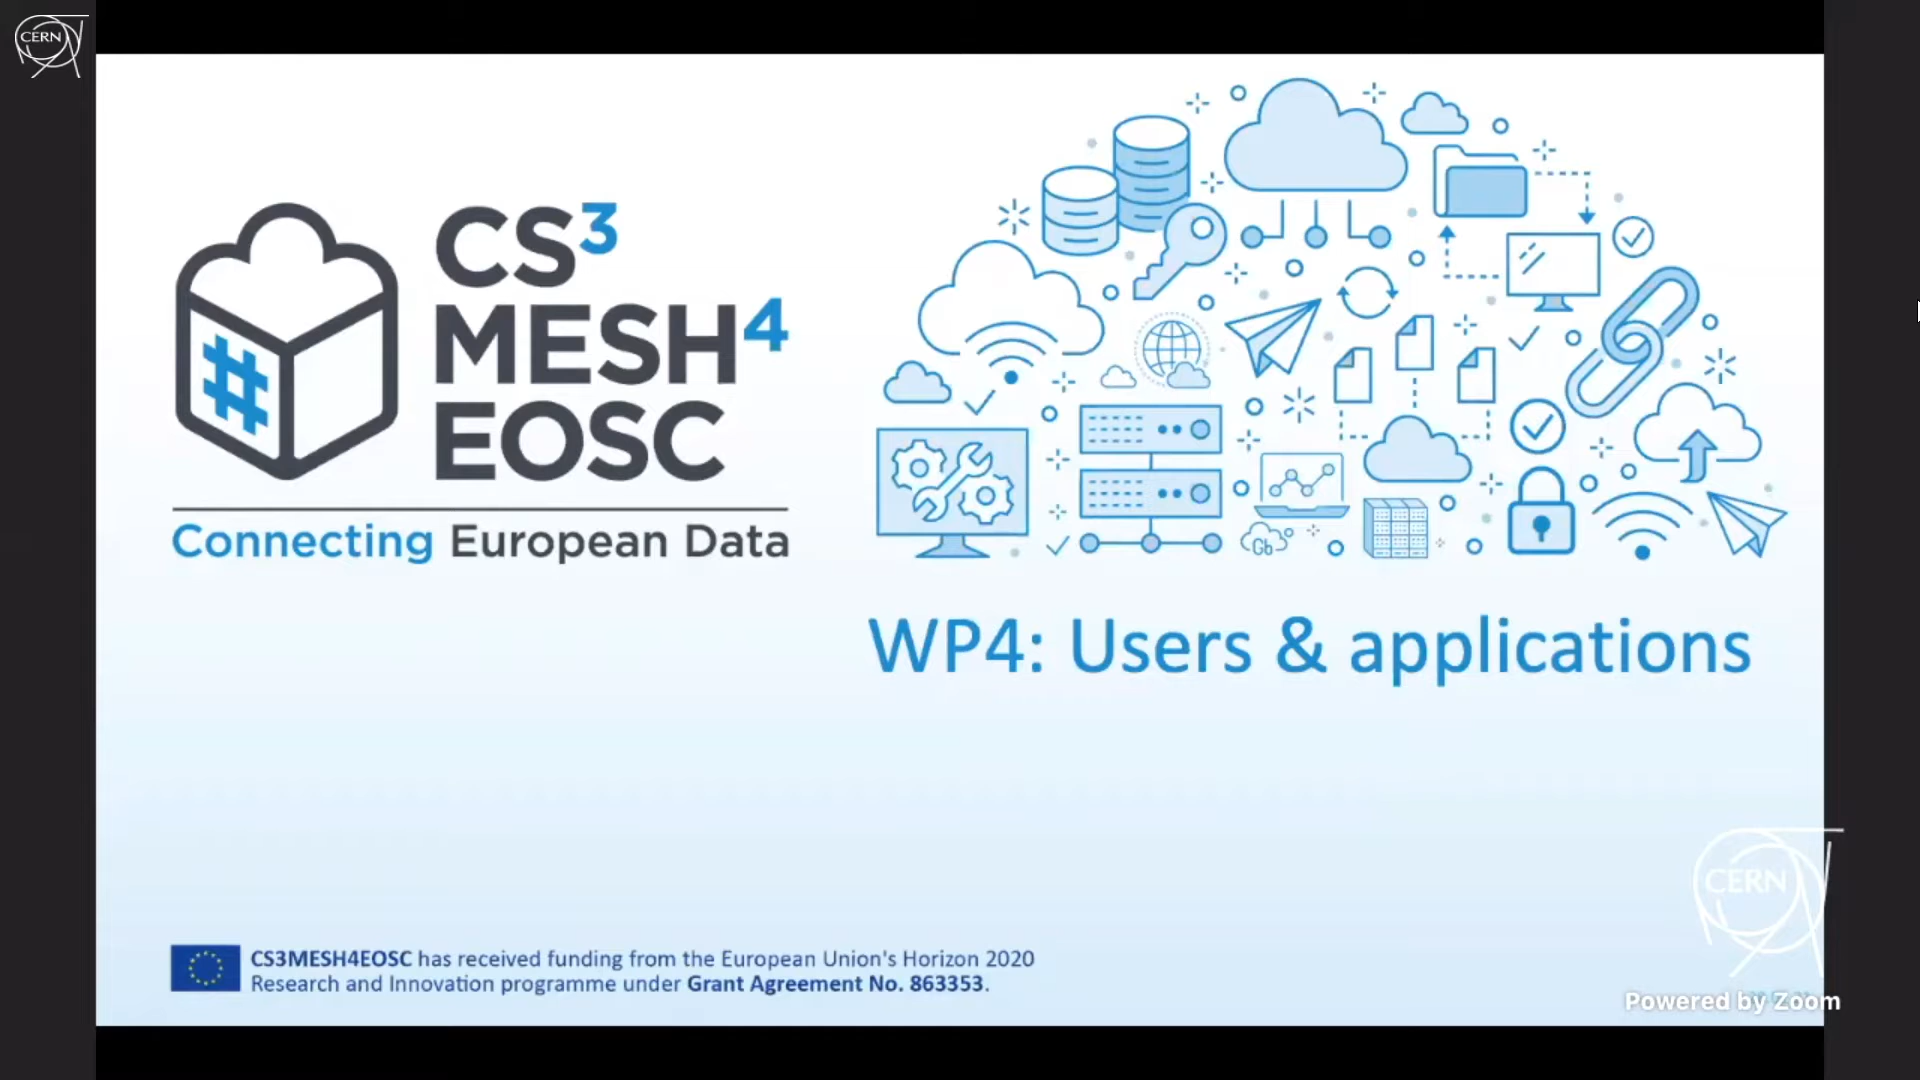 CERN
CS³
MESH⁴
EOSC
Connecting European Data
Gb
WP4: Users & applications
CERN
CS3MESH4EOSC has received funding from the European Union's Horizon 2020
Research and Innovation programme under Grant Agreement No. 863353.
Powered by Zoom